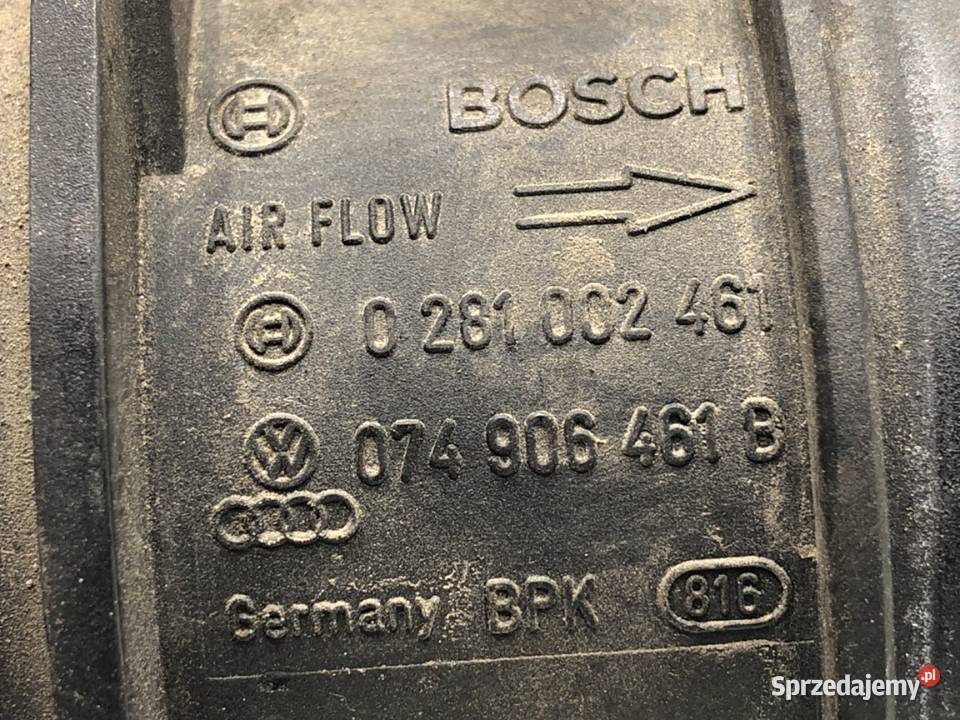 BOSCH
AIR FLOW
0 281 002 461
074 906 461 B
Germany BPK 816
Sprzedajemy.pl